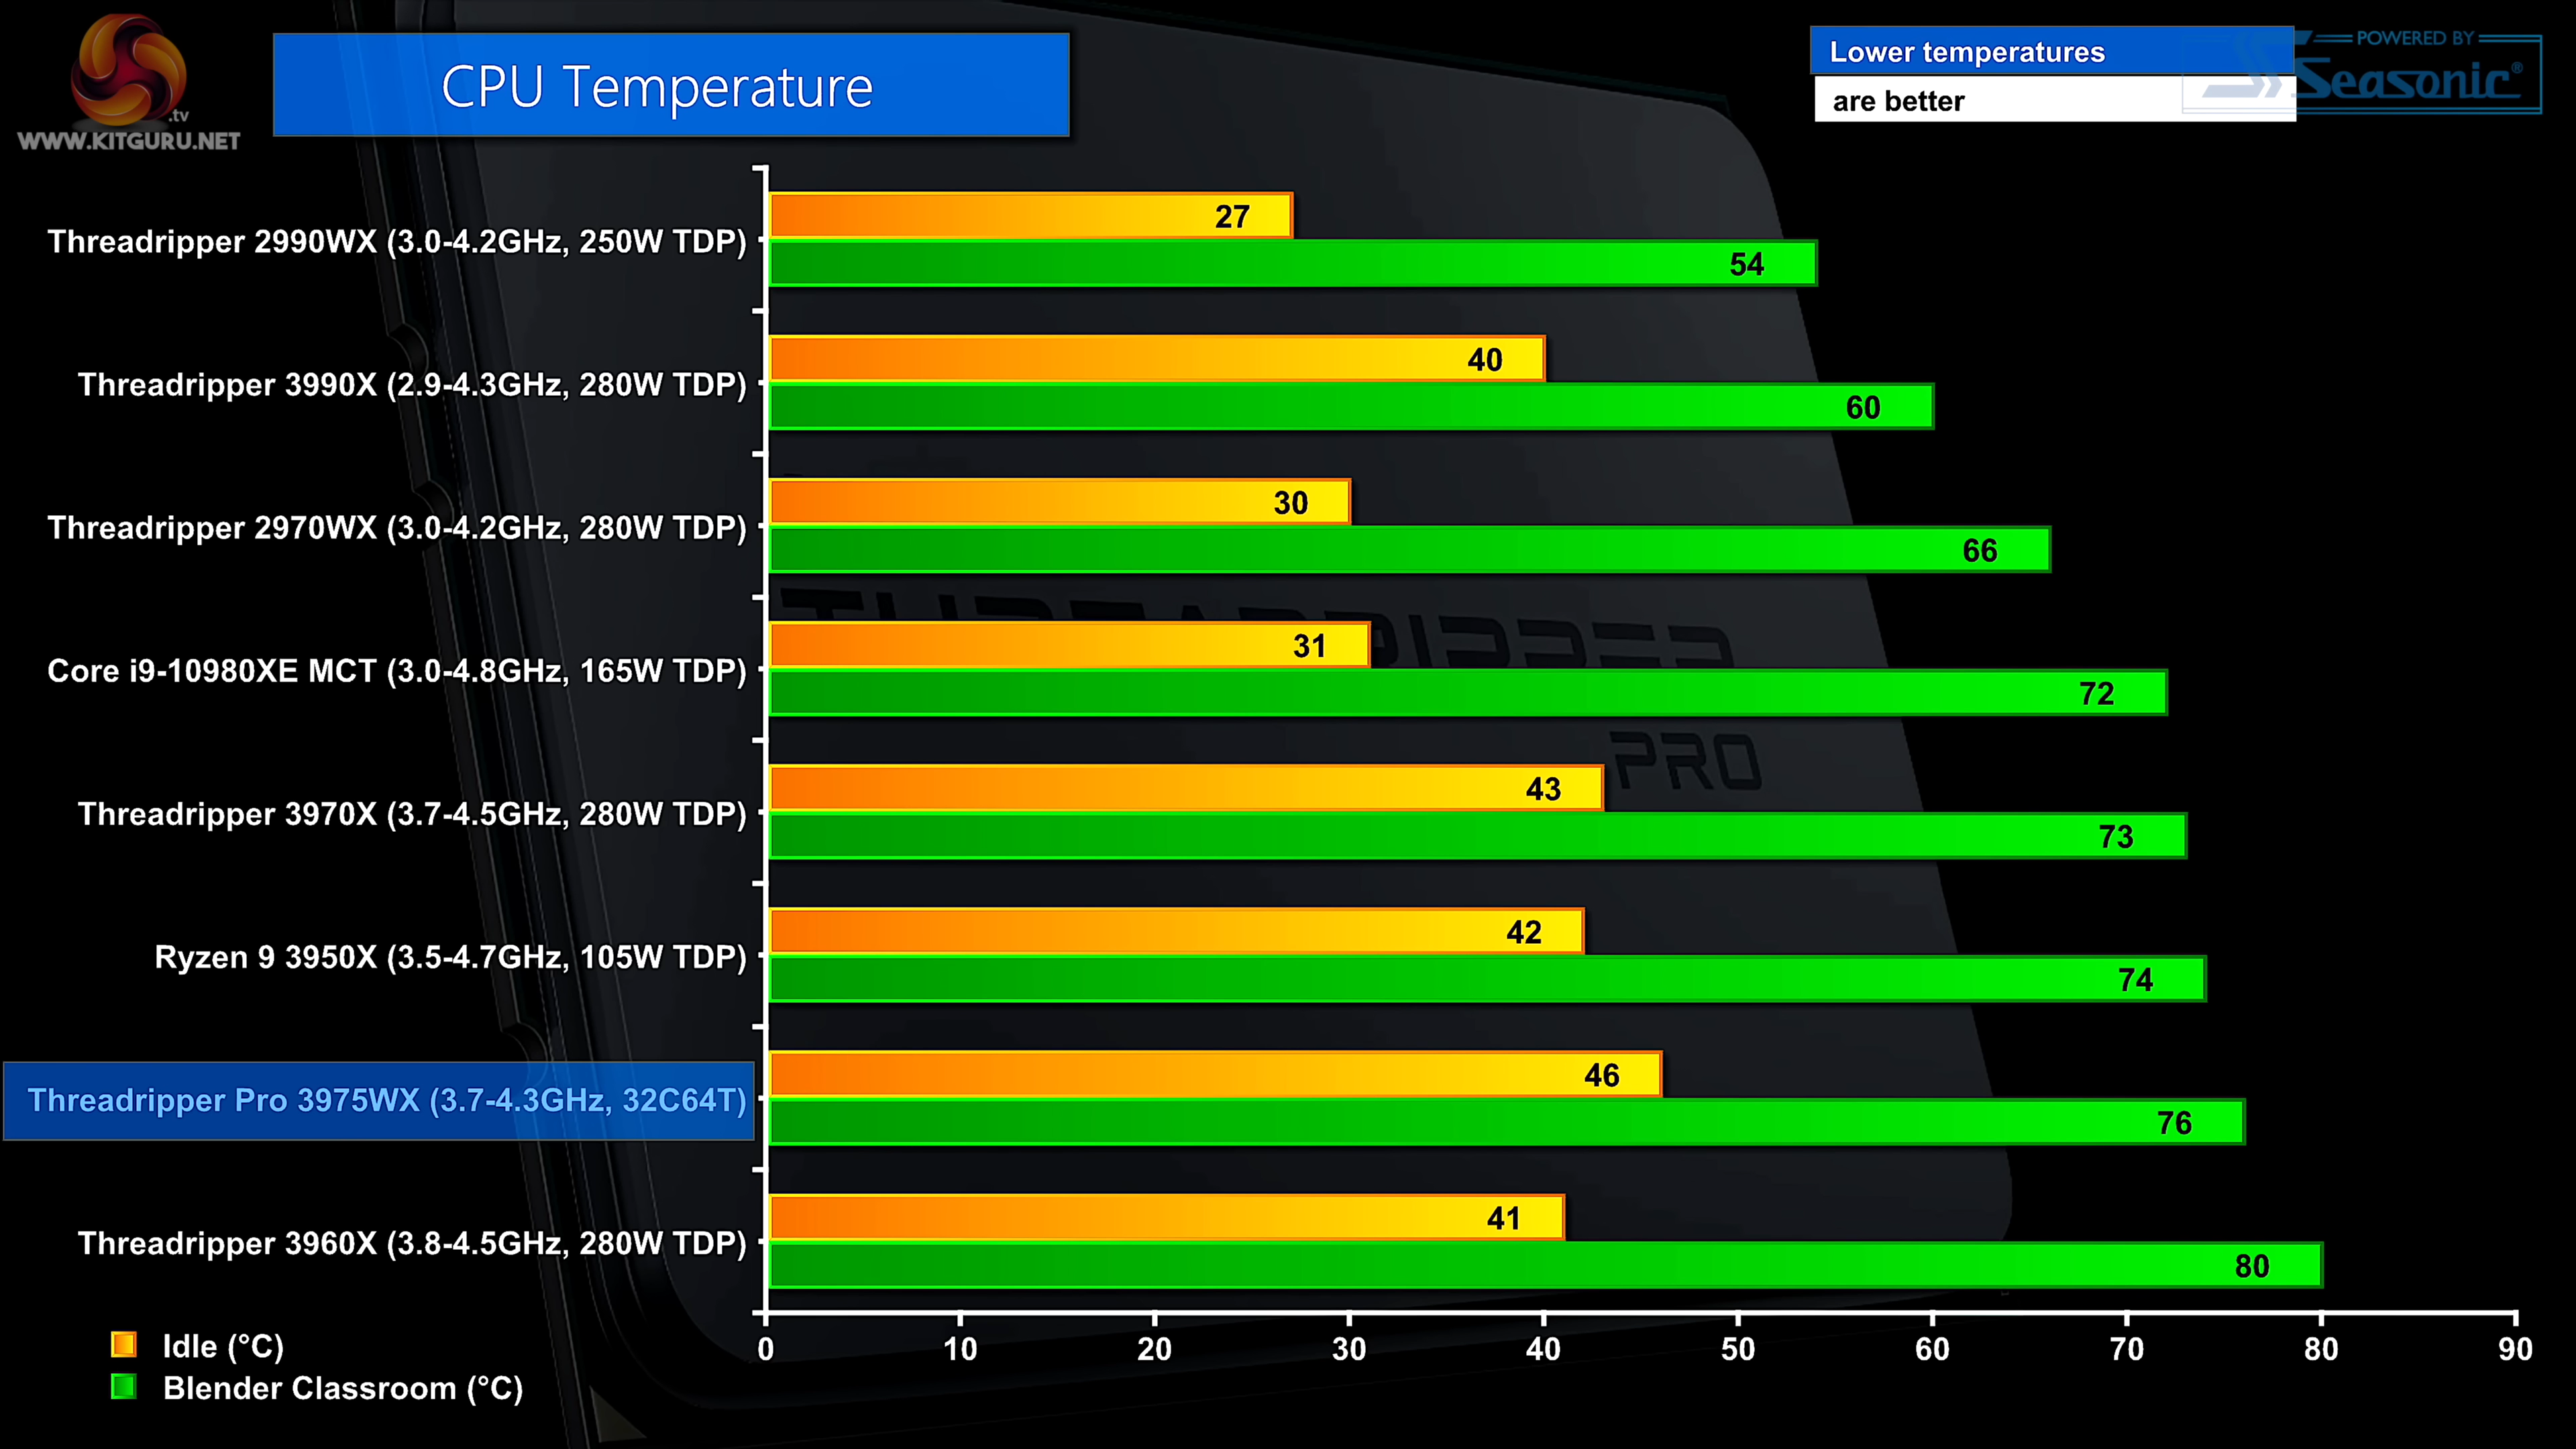 .tv
WWW.KITGURU.NET
CPU Temperature
Lower temperatures
are better
POWERED BY
Seasonic®
Threadripper 2990WX (3.0-4.2GHz, 250W TDP)
27
54
Threadripper 3990X (2.9-4.3GHz, 280W TDP)
40
60
Threadripper 2970WX (3.0-4.2GHz, 280W TDP)
30
66
THREADRIPPER
Core i9-10980XE MCT (3.0-4.8GHz, 165W TDP)
31
72
PRO
Threadripper 3970X (3.7-4.5GHz, 280W TDP)
43
73
Ryzen 9 3950X (3.5-4.7GHz, 105W TDP)
42
74
Threadripper Pro 3975WX (3.7-4.3GHz, 32C64T)
46
76
Threadripper 3960X (3.8-4.5GHz, 280W TDP)
41
80
0 10 20 30 40 50 60 70 80 90
Idle (°C)
Blender Classroom (°C)